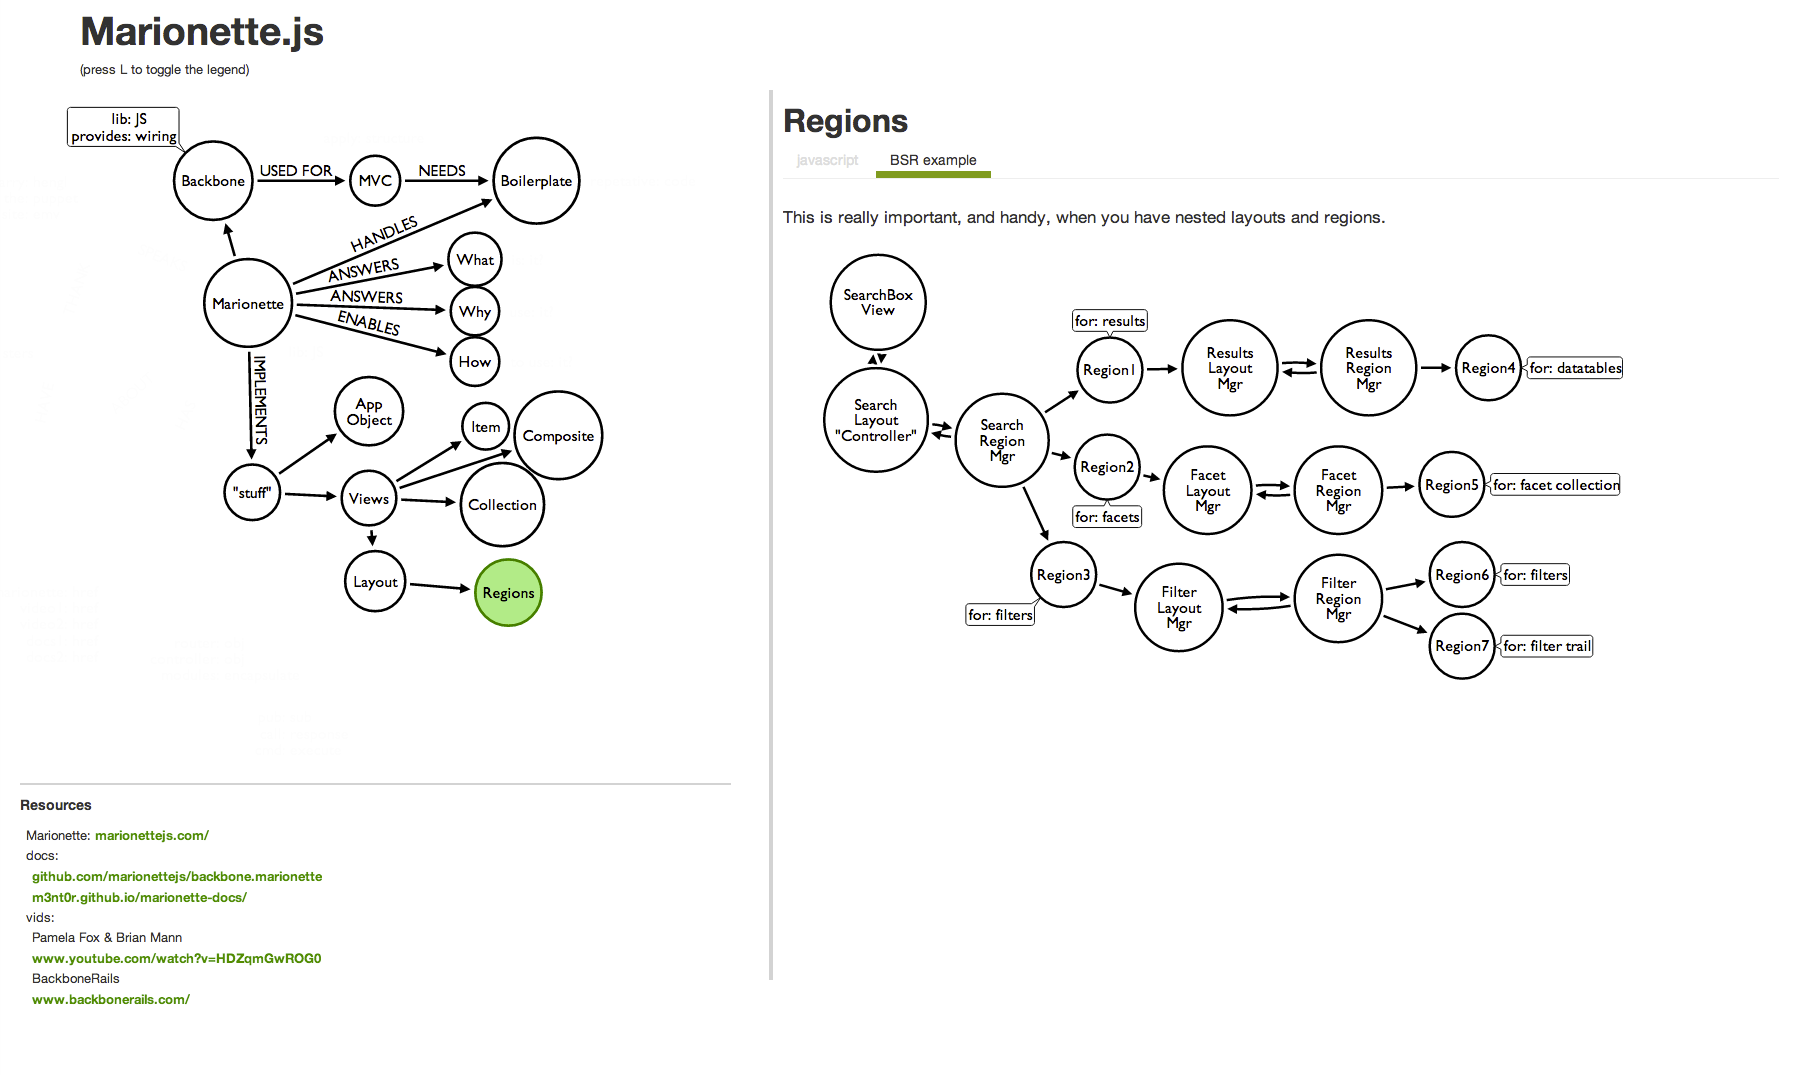 Marionette.js
(press L to toggle the legend)
lib: JS
provides: wiring
Backbone
USED FOR
MVC
NEEDS
Boilerplate
HANDLES
ANSWERS
What
Marionette
ANSWERS
Why
ENABLES
How
IMPLEMENTS
App
Object
Item
Composite
"stuff"
Views
Collection
Layout
Regions
Resources
Marionette: marionettejs.com/
docs:
github.com/marionettejs/backbone.marionette
m3nt0r.github.io/marionette-docs/
vids:
Pamela Fox & Brian Mann
www.youtube.com/watch?v=HDZqmGwROG0
BackboneRails
www.backbonerails.com/
Regions
javascript
BSR example
This is really important, and handy, when you have nested layouts and regions.
SearchBox
View
Search
Layout
"Controller"
Search
Region
Mgr
for: results
Region1
Results
Layout
Mgr
Results
Region
Mgr
Region4
for: datatables
Region2
for: facets
Facet
Layout
Mgr
Facet
Region
Mgr
Region5
for: facet collection
Region3
for: filters
Filter
Layout
Mgr
Filter
Region
Mgr
Region6
for: filters
Region7
for: filter trail